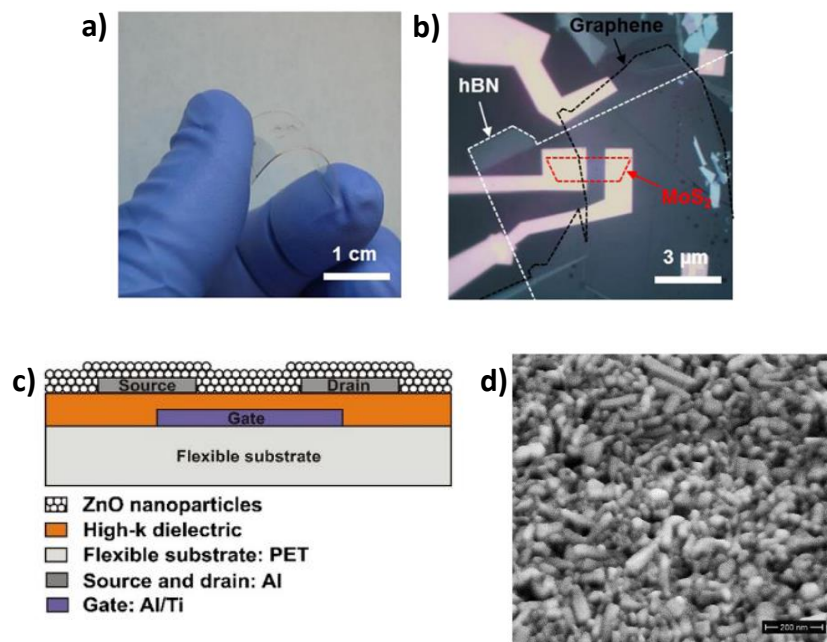 a)
1 cm
b)
Graphene
hBN
MoS₂
3 µm
c)
Source
Drain
Gate
Flexible substrate
ZnO nanoparticles
High-k dielectric
Flexible substrate: PET
Source and drain: Al
Gate: Al/Ti
d)
200 nm